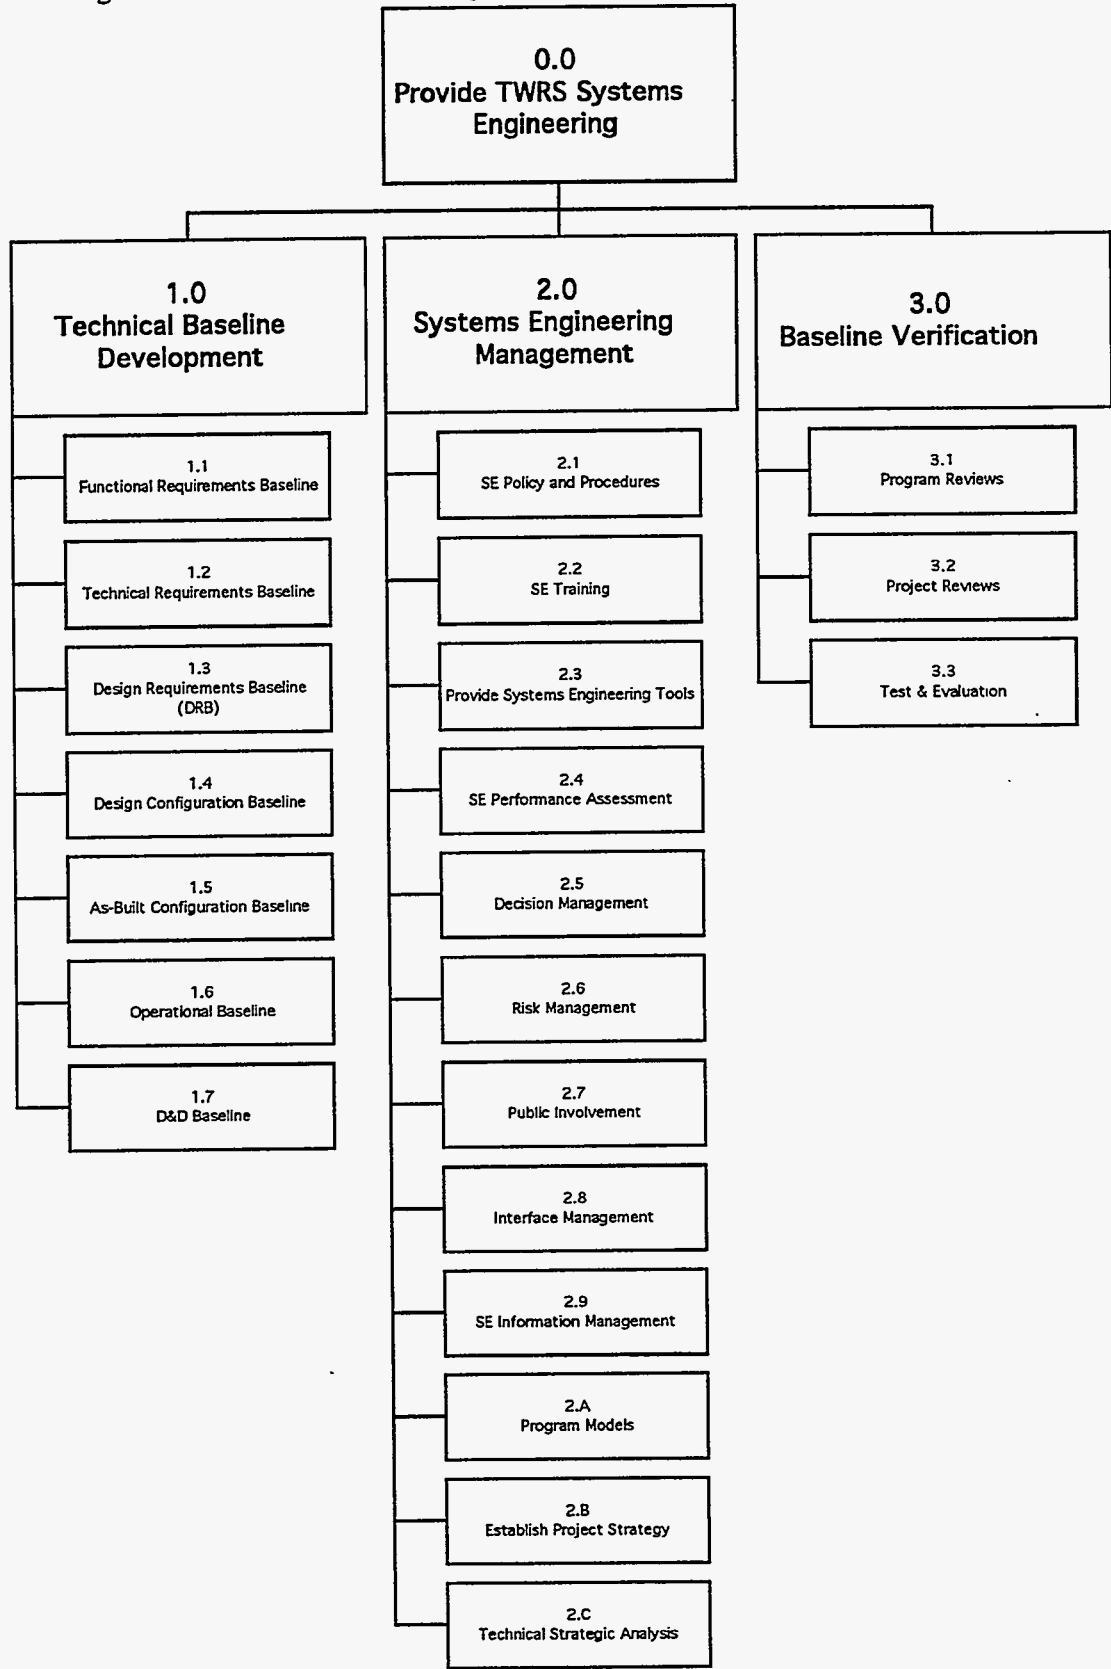 0.0
Provide TWRS Systems
Engineering
1.0
Technical Baseline
Development
1.1
Functional Requirements Baseline
1.2
Technical Requirements Baseline
1.3
Design Requirements Baseline
(DRB)
1.4
Design Configuration Baseline
1.5
As-Built Configuration Baseline
1.6
Operational Baseline
1.7
D&D Baseline
2.0
Systems Engineering
Management
2.1
SE Policy and Procedures
2.2
SE Training
2.3
Provide Systems Engineering Tools
2.4
SE Performance Assessment
2.5
Decision Management
2.6
Risk Management
2.7
Public Involvement
2.8
Interface Management
2.9
SE Information Management
2.A
Program Models
2.B
Establish Project Strategy
2.C
Technical Strategic Analysis
3.0
Baseline Verification
3.1
Program Reviews
3.2
Project Reviews
3.3
Test & Evaluation